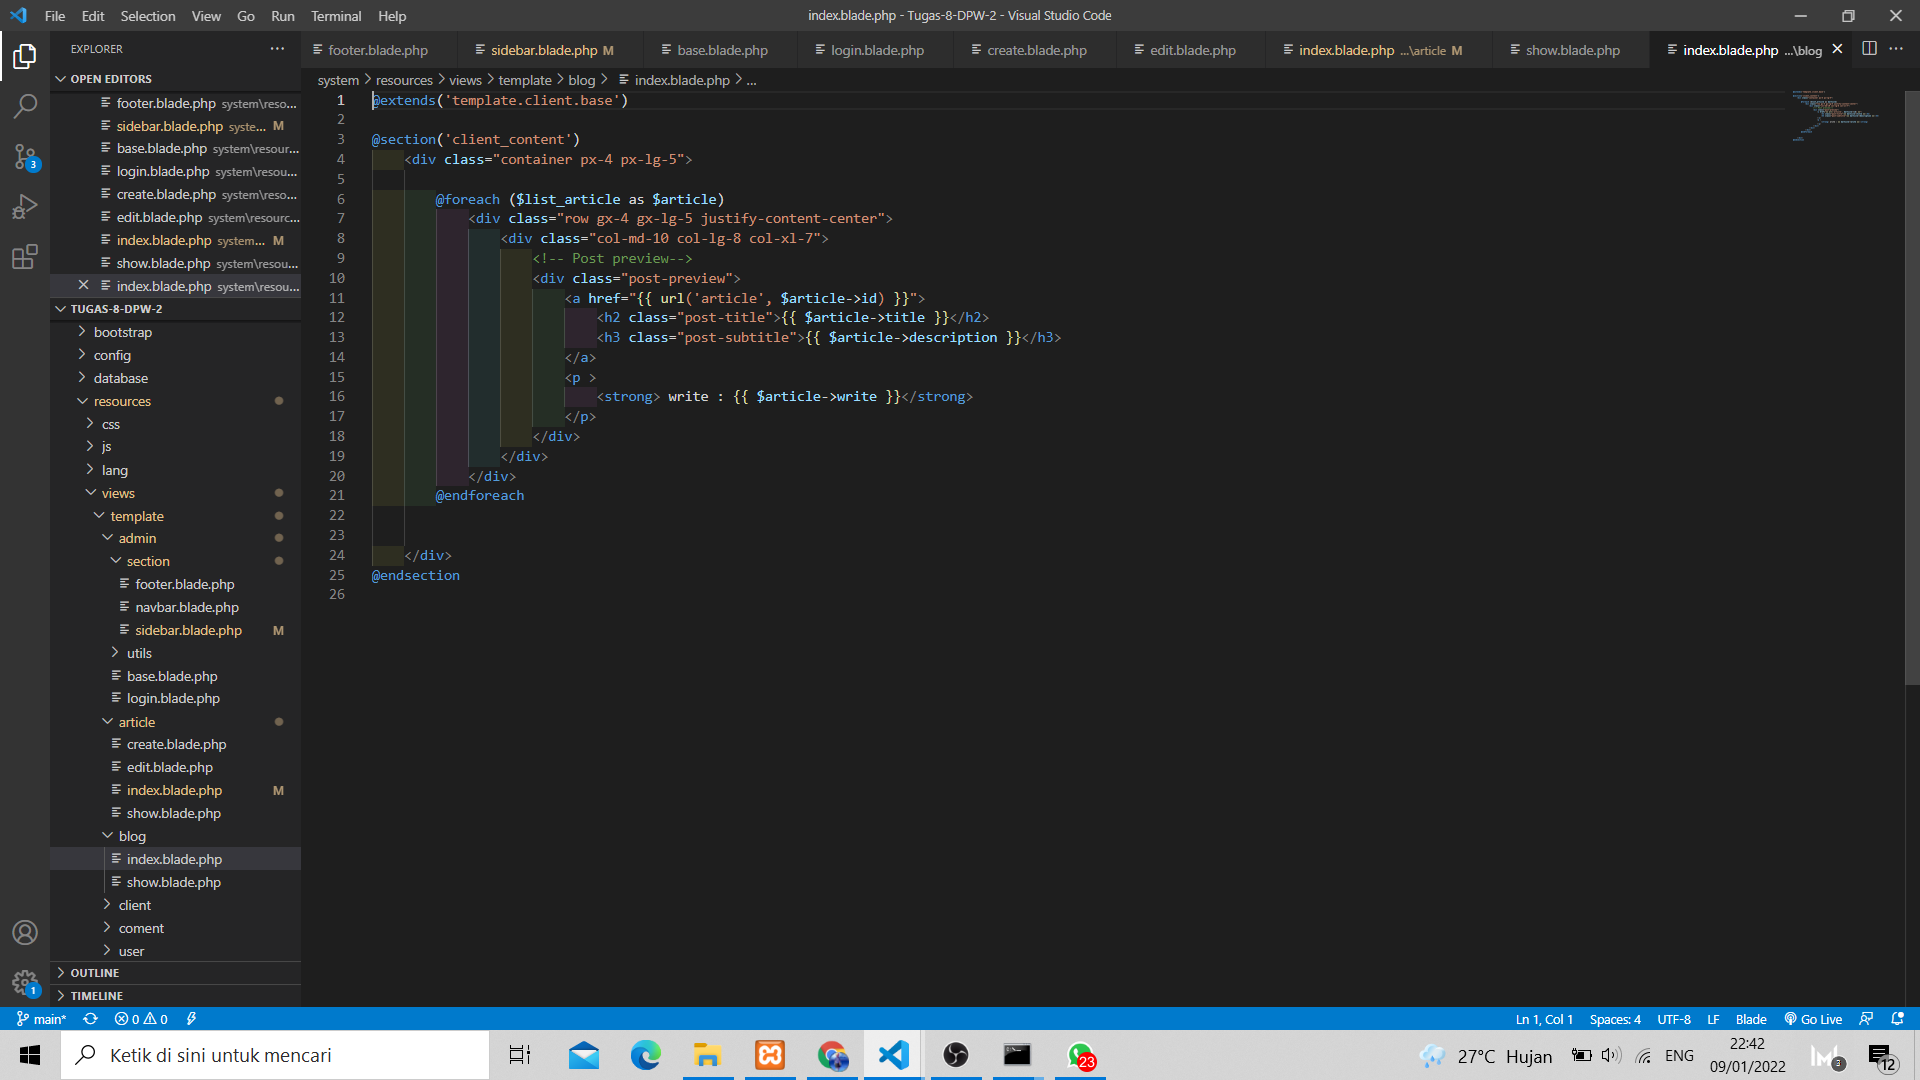 File Edit Selection View Go Run Terminal Help
index.blade.php - Tugas-8-DPW-2 - Visual Studio Code
EXPLORER
footer.blade.php
sidebar.blade.php M
base.blade.php
login.blade.php
create.blade.php
edit.blade.php
index.blade.php ...\article M
show.blade.php
index.blade.php ...\blog
system > resources > views > template > blog > index.blade.php > ...
OPEN EDITORS
footer.blade.php system\reso...
sidebar.blade.php syste... M
base.blade.php system\resour...
login.blade.php system\resou...
create.blade.php system\reso...
edit.blade.php system\resourc...
index.blade.php system... M
show.blade.php system\resou...
index.blade.php system\resou...
TUGAS-8-DPW-2
bootstrap
config
database
resources
css
js
lang
views
template
admin
section
footer.blade.php
navbar.blade.php
sidebar.blade.php M
utils
base.blade.php
login.blade.php
article
create.blade.php
edit.blade.php
index.blade.php M
show.blade.php
blog
index.blade.php
show.blade.php
client
coment
user
OUTLINE
TIMELINE
3
1
1 @extends('template.client.base')
2
3 @section('client_content')
4 <div class="container px-4 px-lg-5">
5
6 @foreach ($list_article as $article)
7 <div class="row gx-4 gx-lg-5 justify-content-center">
8 <div class="col-md-10 col-lg-8 col-xl-7">
9 <!-- Post preview-->
10 <div class="post-preview">
11 <a href="{{ url('article', $article->id) }}">
12 <h2 class="post-title">{{ $article->title }}</h2>
13 <h3 class="post-subtitle">{{ $article->description }}</h3>
14 </a>
15 <p >
16 <strong> write : {{ $article->write }}</strong>
17 </p>
18 </div>
19 </div>
20 </div>
21 @endforeach
22
23
24 </div>
25 @endsection
26
main* 0 0
Ln 1, Col 1 Spaces: 4 UTF-8 LF Blade Go Live
Ketik di sini untuk mencari
23
27°C Hujan
ENG
22:42
09/01/2022
3
12